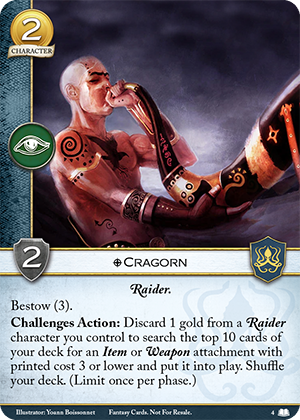 2
CHARACTER
2
Cragorn
Raider.
Bestow (3).
Challenges Action: Discard 1 gold from a Raider
character you control to search the top 10 cards of
your deck for an Item or Weapon attachment with
printed cost 3 or lower and put it into play. Shuffle
your deck. (Limit once per phase.)
Illustrator: Yoann Boissonnet Fantasy Cards. Not For Resale. 4